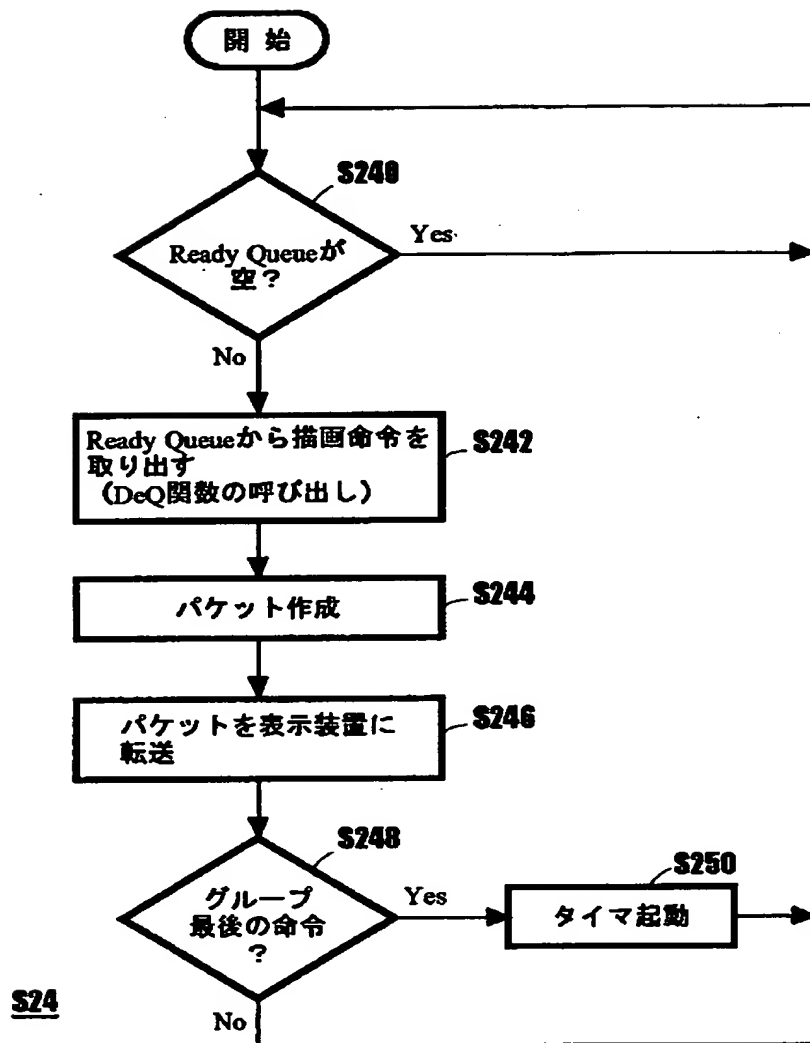 開 始
S240
Ready Queueが
空？
Yes
No
Ready Queueから描画命令を
取り出す
（DeQ関数の呼び出し）
S242
パケット作成
S244
パケットを表示装置に
転送
S246
S248
グループ
最後の命令
？
Yes
S250
タイマ起動
No
S24